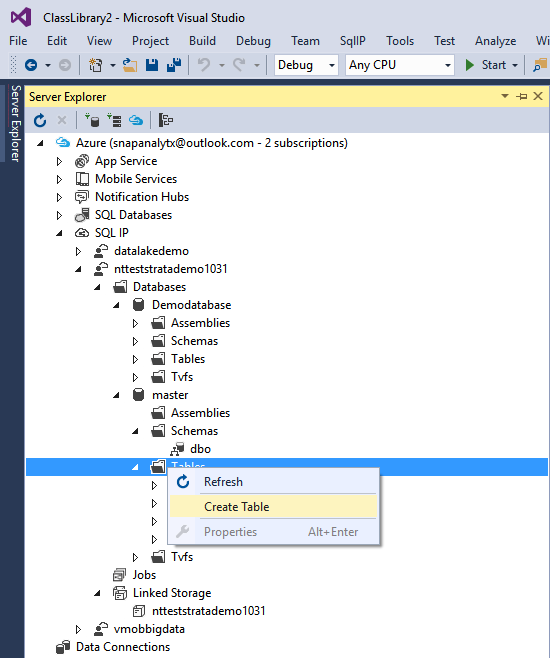 ClassLibrary2 - Microsoft Visual Studio
File Edit View Project Build Debug Team SqlIP Tools Test Analyze Wi
Debug Any CPU Start
Server Explorer
Server Explorer
Azure (snapanalytx@outlook.com - 2 subscriptions)
App Service
Mobile Services
Notification Hubs
SQL Databases
SQL IP
datalakedemo
ntteststratademo1031
Databases
Demodatabase
Assemblies
Schemas
Tables
Tvfs
master
Assemblies
Schemas
dbo
Tables
Refresh
Create Table
Properties Alt+Enter
Tvfs
Jobs
Linked Storage
ntteststratademo1031
vmobbigdata
Data Connections